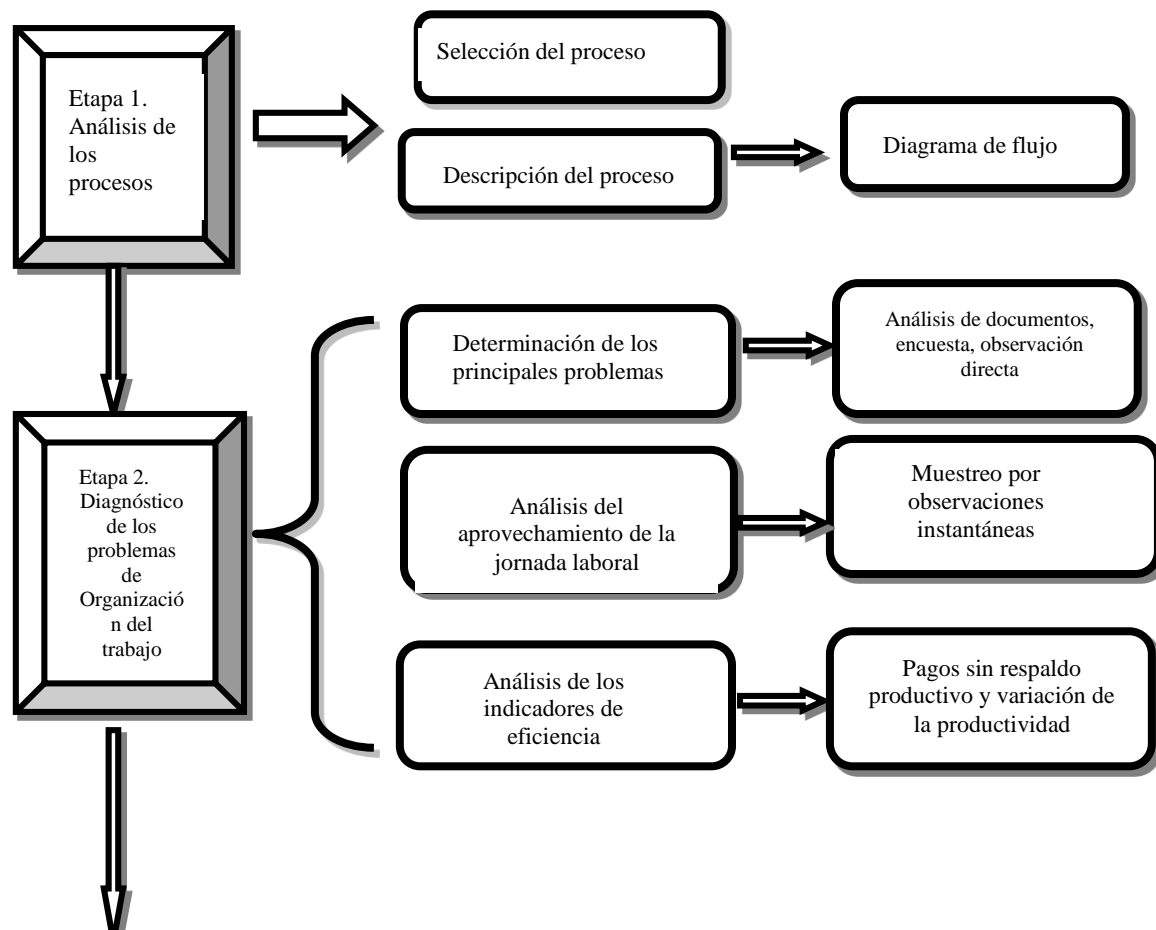 Etapa 1.
Análisis de
los
procesos
Selección del proceso
Descripción del proceso
Diagrama de flujo
Etapa 2.
Diagnóstico
de los
problemas
de
Organizació
n del
trabajo
Determinación de los
principales problemas
Análisis de documentos,
encuesta, observación
directa
Análisis del
aprovechamiento de la
jornada laboral
Muestreo por
observaciones
instantáneas
Análisis de los
indicadores de
eficiencia
Pagos sin respaldo
productivo y variación de
la productividad